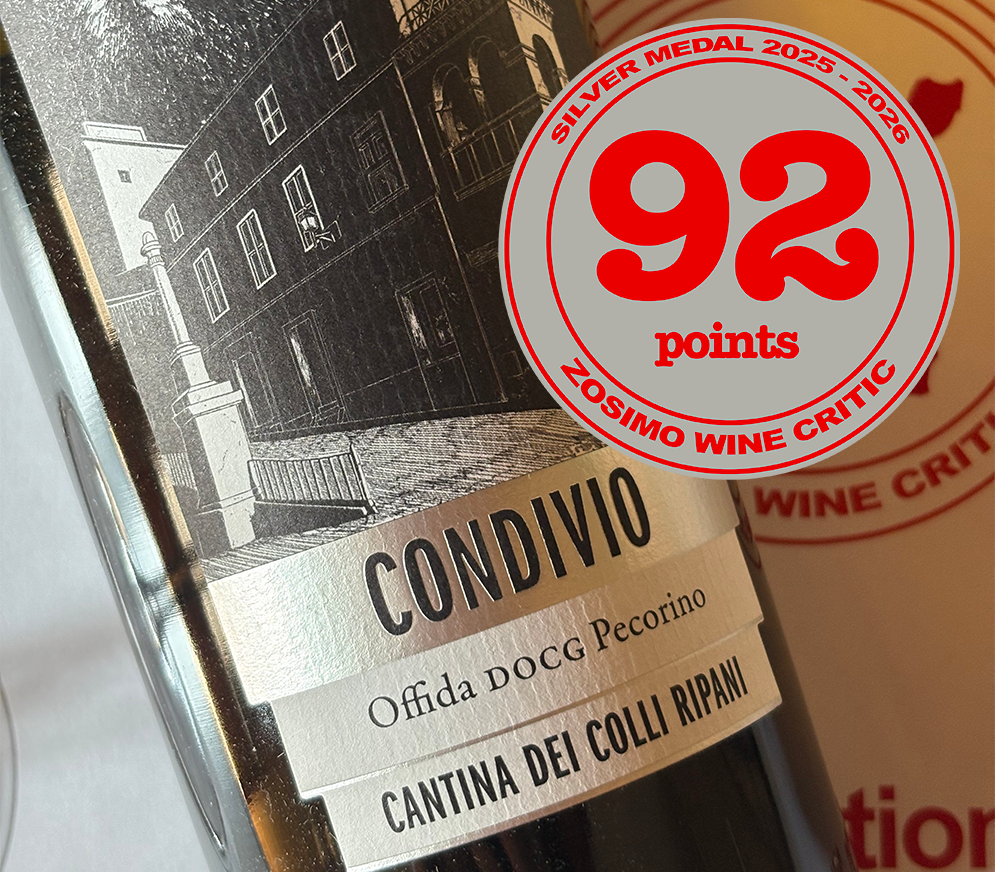 SILVER MEDAL 2025 - 2026
92
points
ZOSIMO WINE CRITIC
WINE CRITI
CONDIVIO
Offida DOCG Pecorino
CANTINA DEI COLLI RIPANI
tion